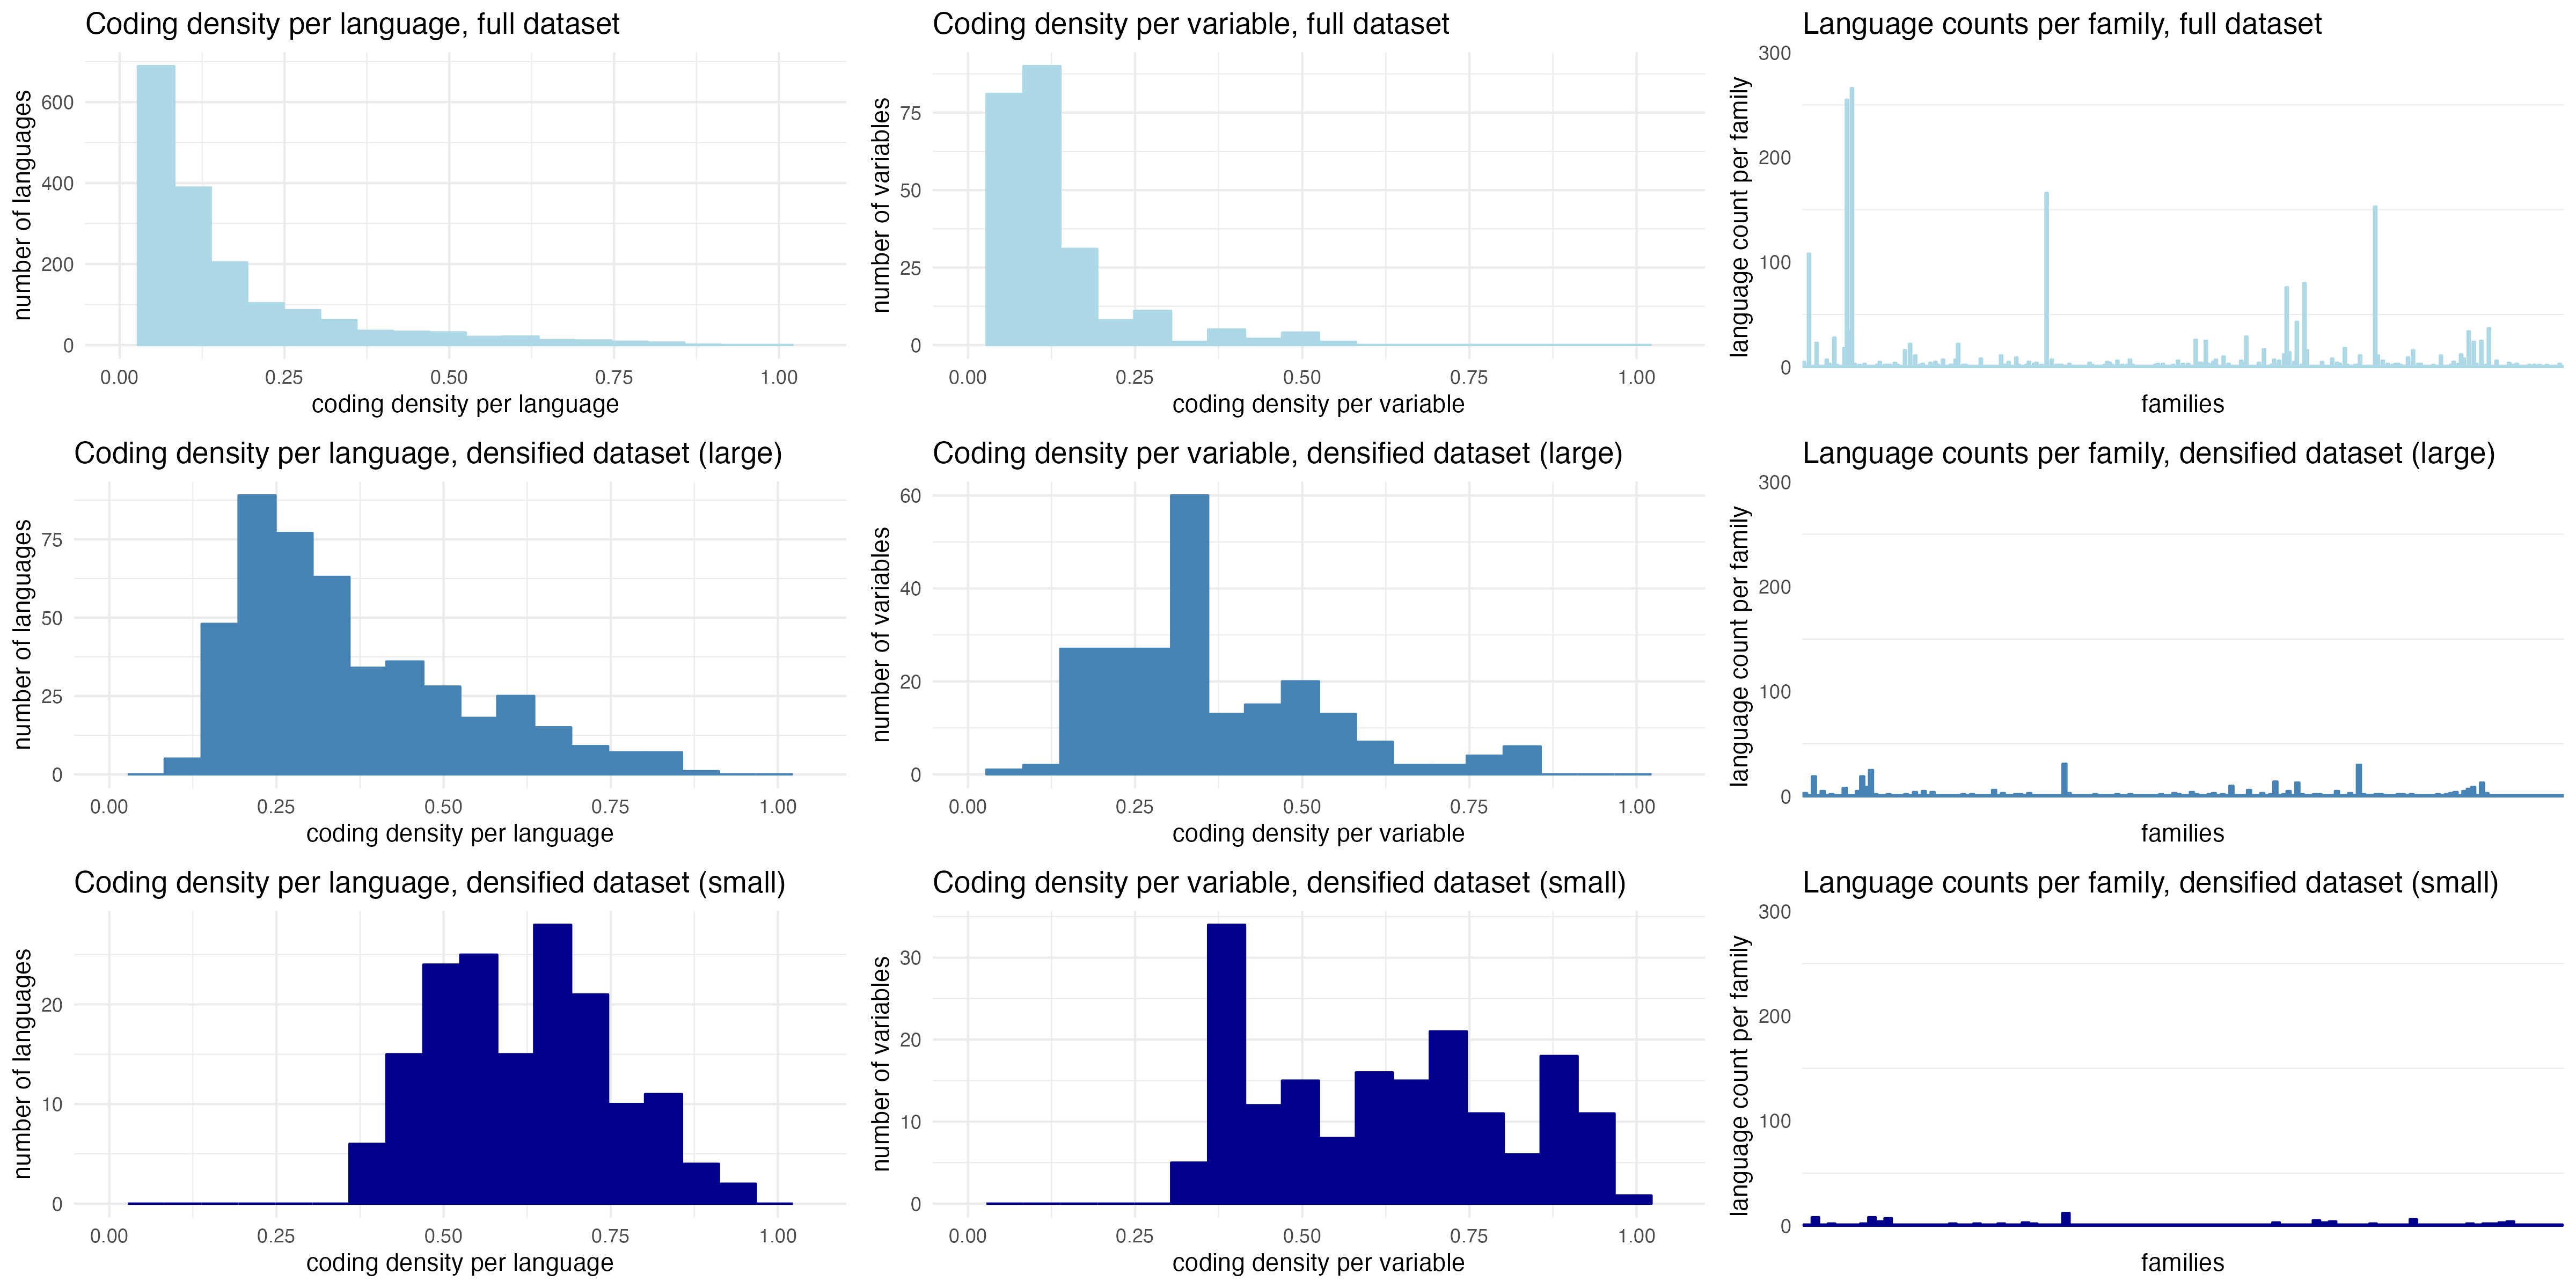 Coding density per language, full dataset
number of languages
600
400
200
0
0.00 0.25 0.50 0.75 1.00
coding density per language
Coding density per variable, full dataset
number of variables
75
50
25
0
0.00 0.25 0.50 0.75 1.00
coding density per variable
Language counts per family, full dataset
language count per family
300
200
100
0
families
Coding density per language, densified dataset (large)
number of languages
75
50
25
0
0.00 0.25 0.50 0.75 1.00
coding density per language
Coding density per variable, densified dataset (large)
number of variables
60
40
20
0
0.00 0.25 0.50 0.75 1.00
coding density per variable
Language counts per family, densified dataset (large)
language count per family
300
200
100
0
families
Coding density per language, densified dataset (small)
number of languages
20
10
0
0.00 0.25 0.50 0.75 1.00
coding density per language
Coding density per variable, densified dataset (small)
number of variables
30
20
10
0
0.00 0.25 0.50 0.75 1.00
coding density per variable
Language counts per family, densified dataset (small)
language count per family
300
200
100
0
families